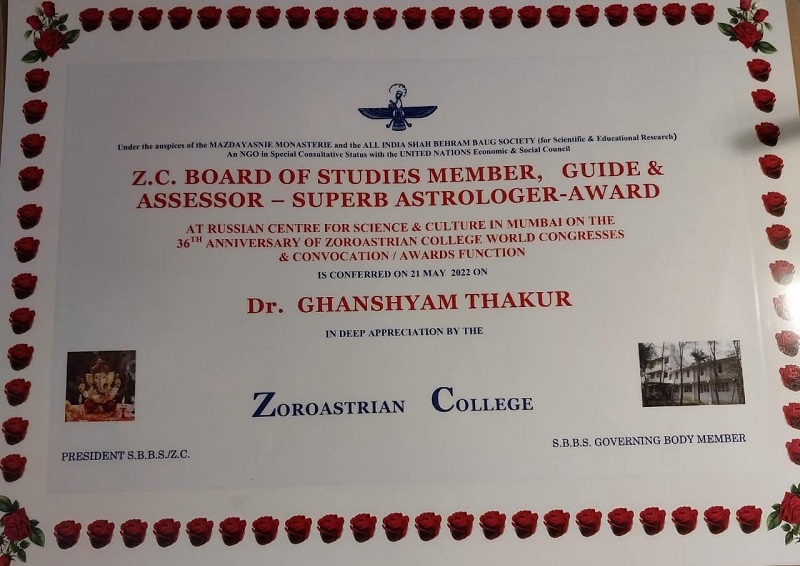 Under the auspices of the MAZDAYASNIE MONASTERIE and the ALL INDIA SHAH BEHRAM BAUG SOCIETY (for Scientific & Educational Research)
An NGO in Special Consultative Status with the UNITED NATIONS Economic & Social Council
Z.C. BOARD OF STUDIES MEMBER, GUIDE &
ASSESSOR – SUPERB ASTROLOGER-AWARD
AT RUSSIAN CENTRE FOR SCIENCE & CULTURE IN MUMBAI ON THE
36TH ANNIVERSARY OF ZOROASTRIAN COLLEGE WORLD CONGRESSES
& CONVOCATION / AWARDS FUNCTION
IS CONFERRED ON 21 MAY 2022 ON
Dr. GHANSHYAM THAKUR
IN DEEP APPRECIATION BY THE
ZOROASTRIAN COLLEGE
PRESIDENT S.B.B.S./Z.C.
S.B.B.S. GOVERNING BODY MEMBER